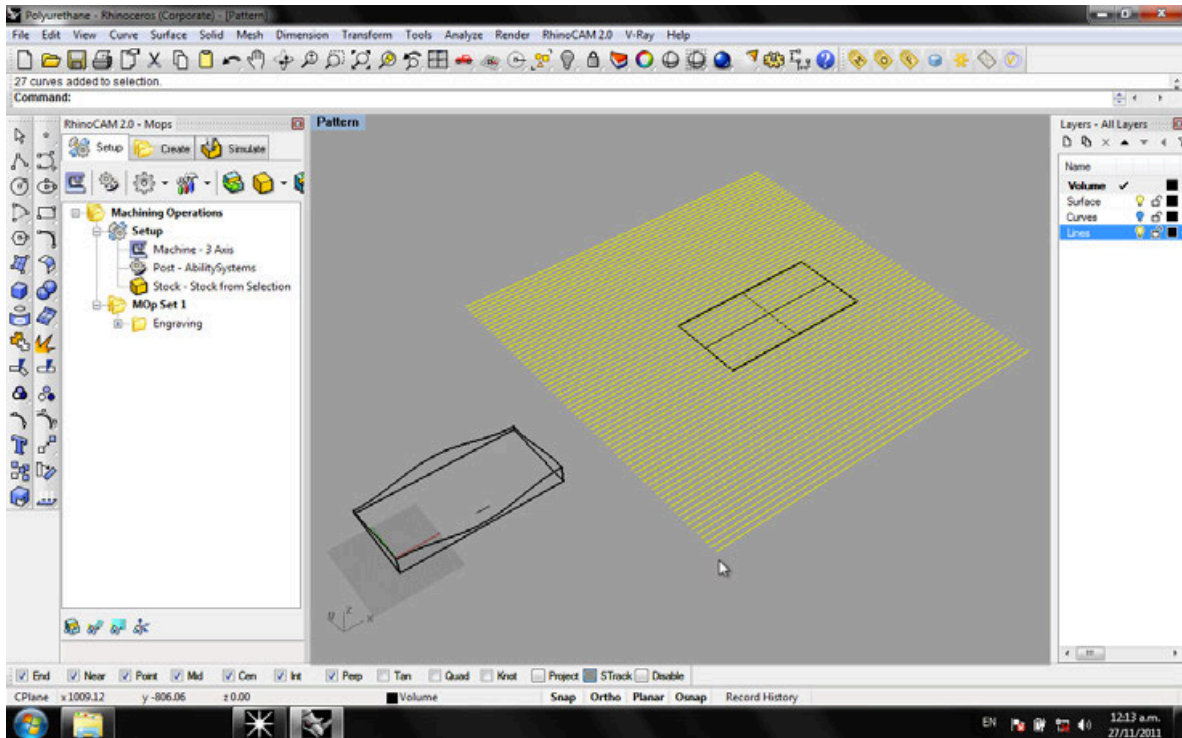 Polyurethane - Rhinoceros (Corporate) - [Pattern]
File Edit View Curve Surface Solid Mesh Dimension Transform Tools Analyze Render RhinoCAM 2.0 V-Ray Help
27 curves added to selection.
Command:
RhinoCAM 2.0 - Mops
Setup Create Simulate
Machining Operations
Setup
Machine - 3 Axis
Post - AbilitySystems
Stock - Stock from Selection
MOp Set 1
Engraving
Pattern
y z x
Layers - All Layers
Name
Volume
Surface
Curves
Lines
End Near Point Mid Cen Int Perp Tan Quad Knot Project STrack Disable
CPlane x 1009.12 y -806.06 z 0.00 Volume Snap Ortho Planar Osnap Record History
EN 12:13 a.m.
27/11/2011